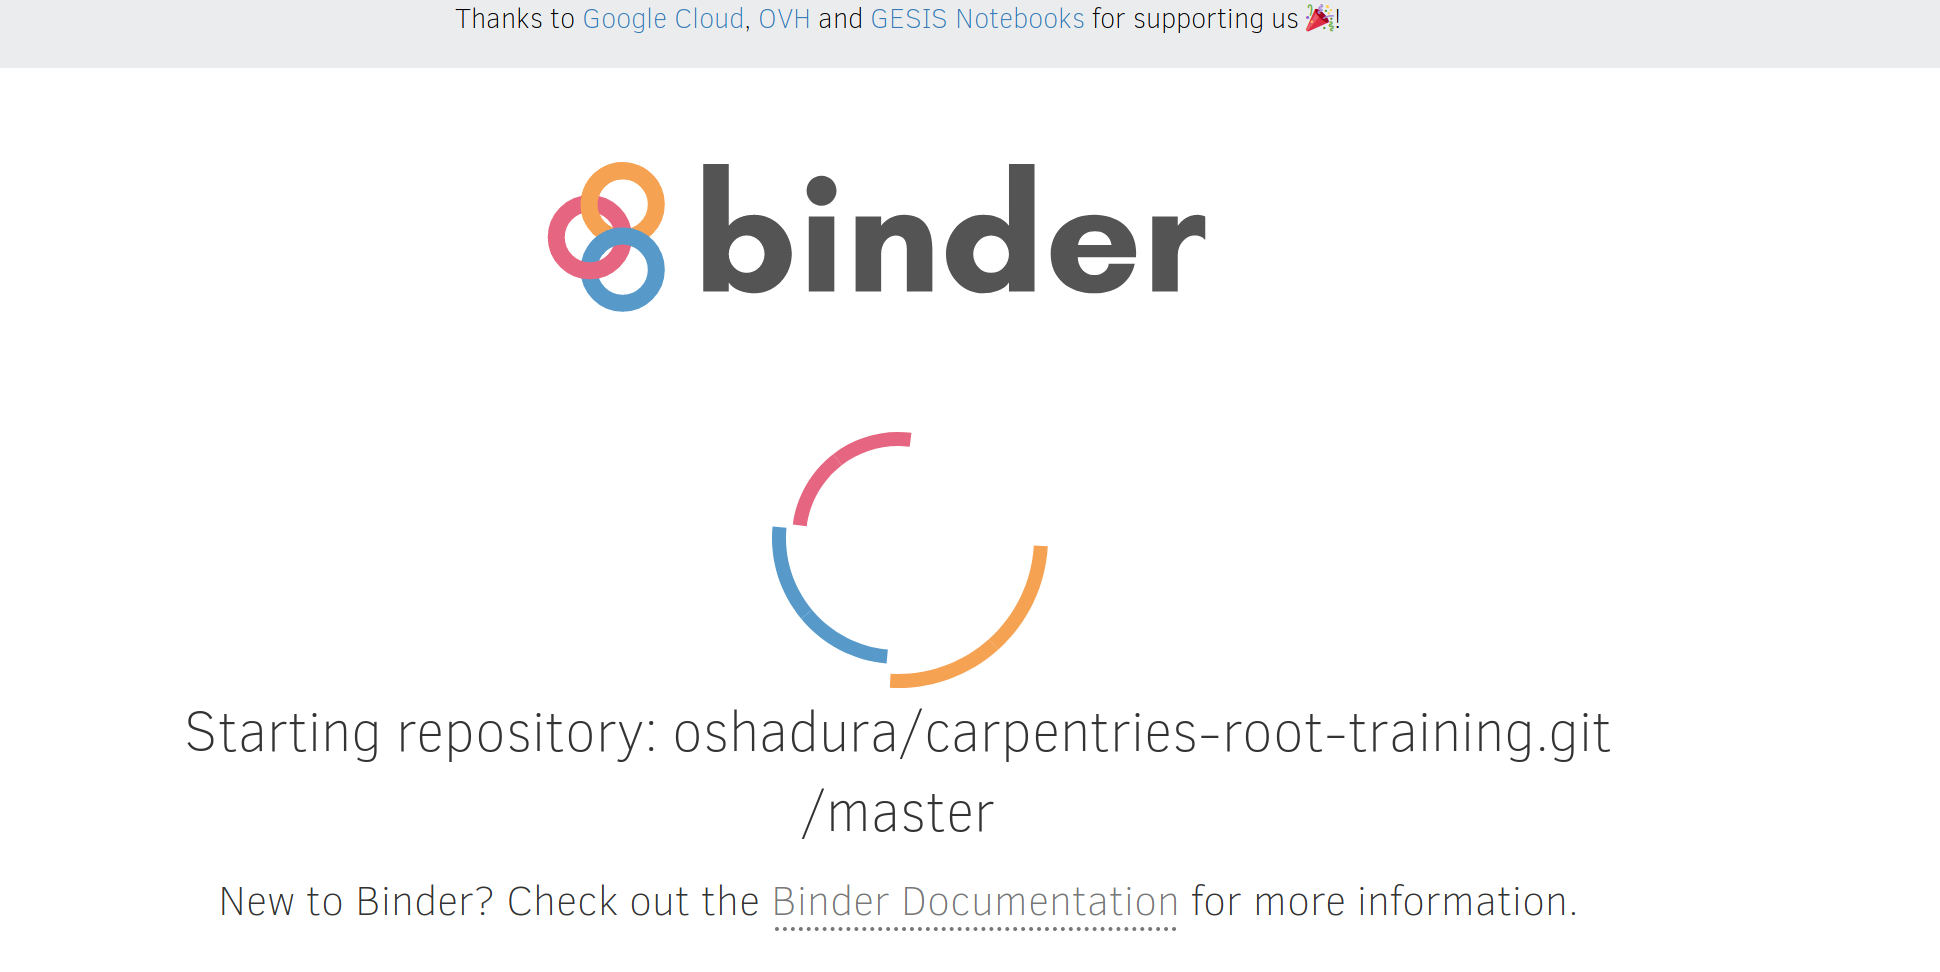 Thanks to Google Cloud, OVH and GESIS Notebooks for supporting us 🎉!
binder
Starting repository: oshadura/carpentries-root-training.git
/master
New to Binder? Check out the Binder Documentation for more information.